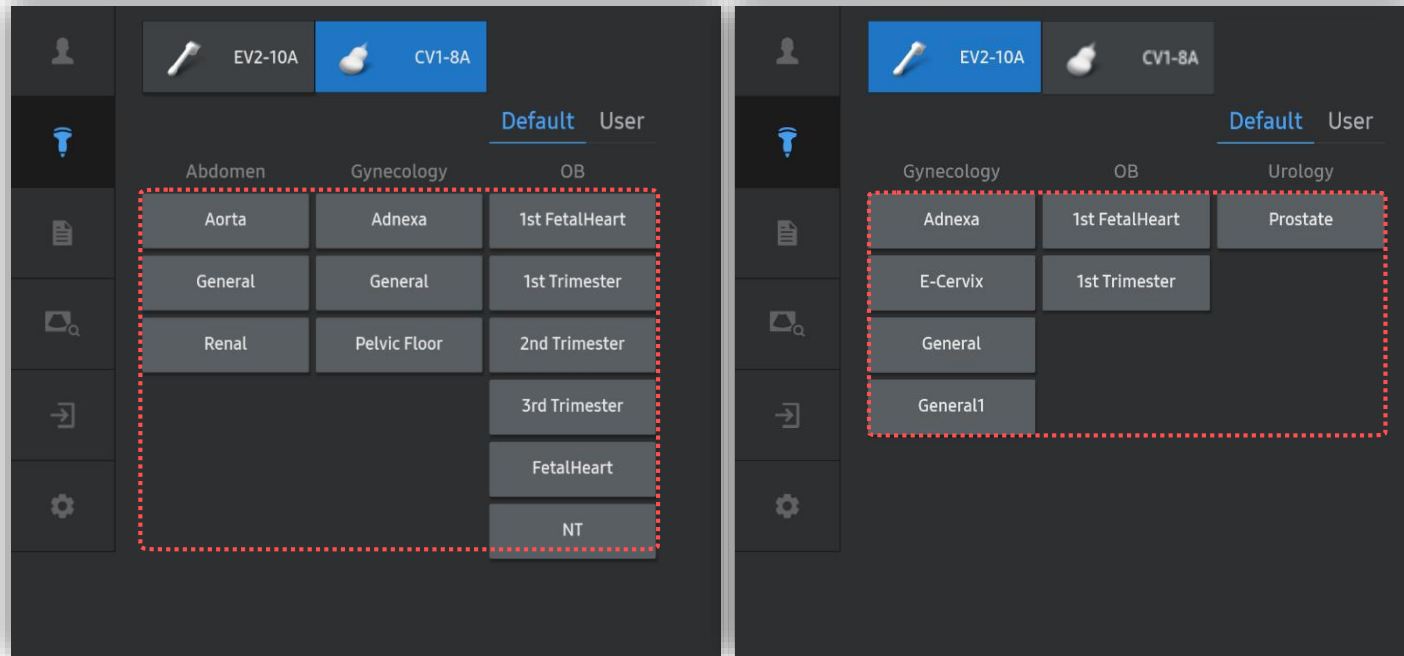 EV2-10A CV1-8A
Default User
Abdomen Gynecology OB
Aorta Adnexa 1st FetalHeart
General General 1st Trimester
Renal Pelvic Floor 2nd Trimester
3rd Trimester
FetalHeart
NT
EV2-10A CV1-8A
Default User
Gynecology OB Urology
Adnexa 1st FetalHeart Prostate
E-Cervix 1st Trimester
General
General1